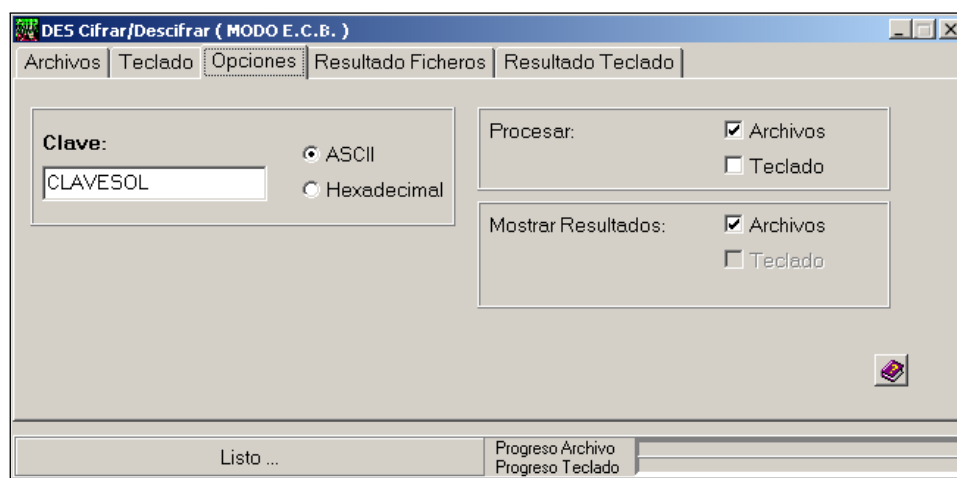 DES Cifrar/Descifrar ( MODO E.C.B. )
Archivos Teclado Opciones Resultado Ficheros Resultado Teclado
Clave:
CLAVESOL
ASCII
Hexadecimal
Procesar:
Archivos
Teclado
Mostrar Resultados:
Archivos
Teclado
Listo ...
Progreso Archivo
Progreso Teclado